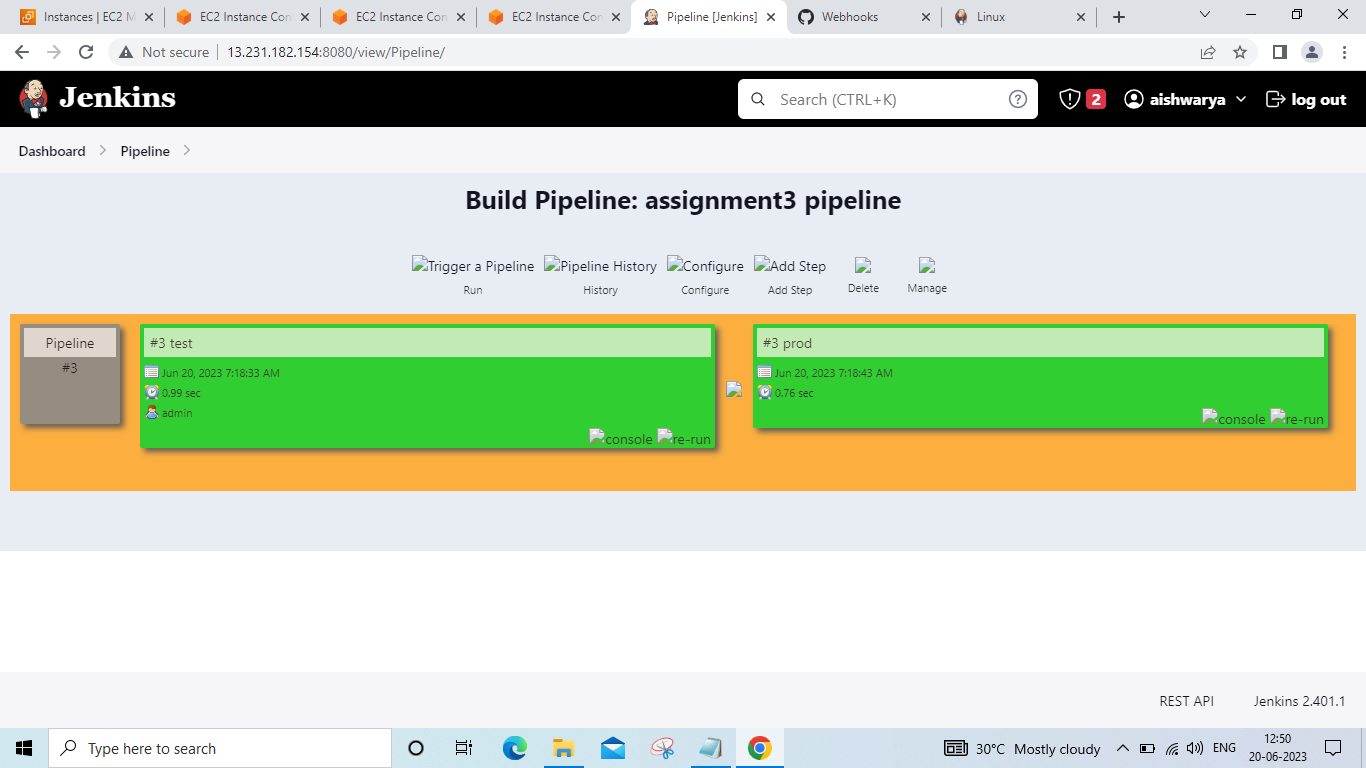 Instances | EC2 M
EC2 Instance Con
EC2 Instance Con
EC2 Instance Con
Pipeline [Jenkins]
Webhooks
Linux
Not secure
13.231.182.154:8080/view/Pipeline/
Jenkins
Search (CTRL+K)
2
aishwarya
log out
Dashboard
Pipeline
Build Pipeline: assignment3 pipeline
Trigger a Pipeline
Pipeline History
Configure
Add Step
Run
History
Configure
Add Step
Delete
Manage
Pipeline
#3
#3 test
Jun 20, 2023 7:18:33 AM
0.99 sec
admin
console
re-run
#3 prod
Jun 20, 2023 7:18:43 AM
0.76 sec
console
re-run
REST API
Jenkins 2.401.1
Type here to search
30°C Mostly cloudy
ENG
12:50
20-06-2023